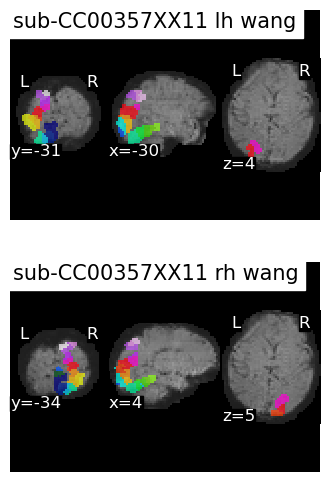 sub-CC00357XX11 lh wang
L R L R
y=-31 x=-30 z=4
sub-CC00357XX11 rh wang
L R L R
y=-34 x=4 z=5